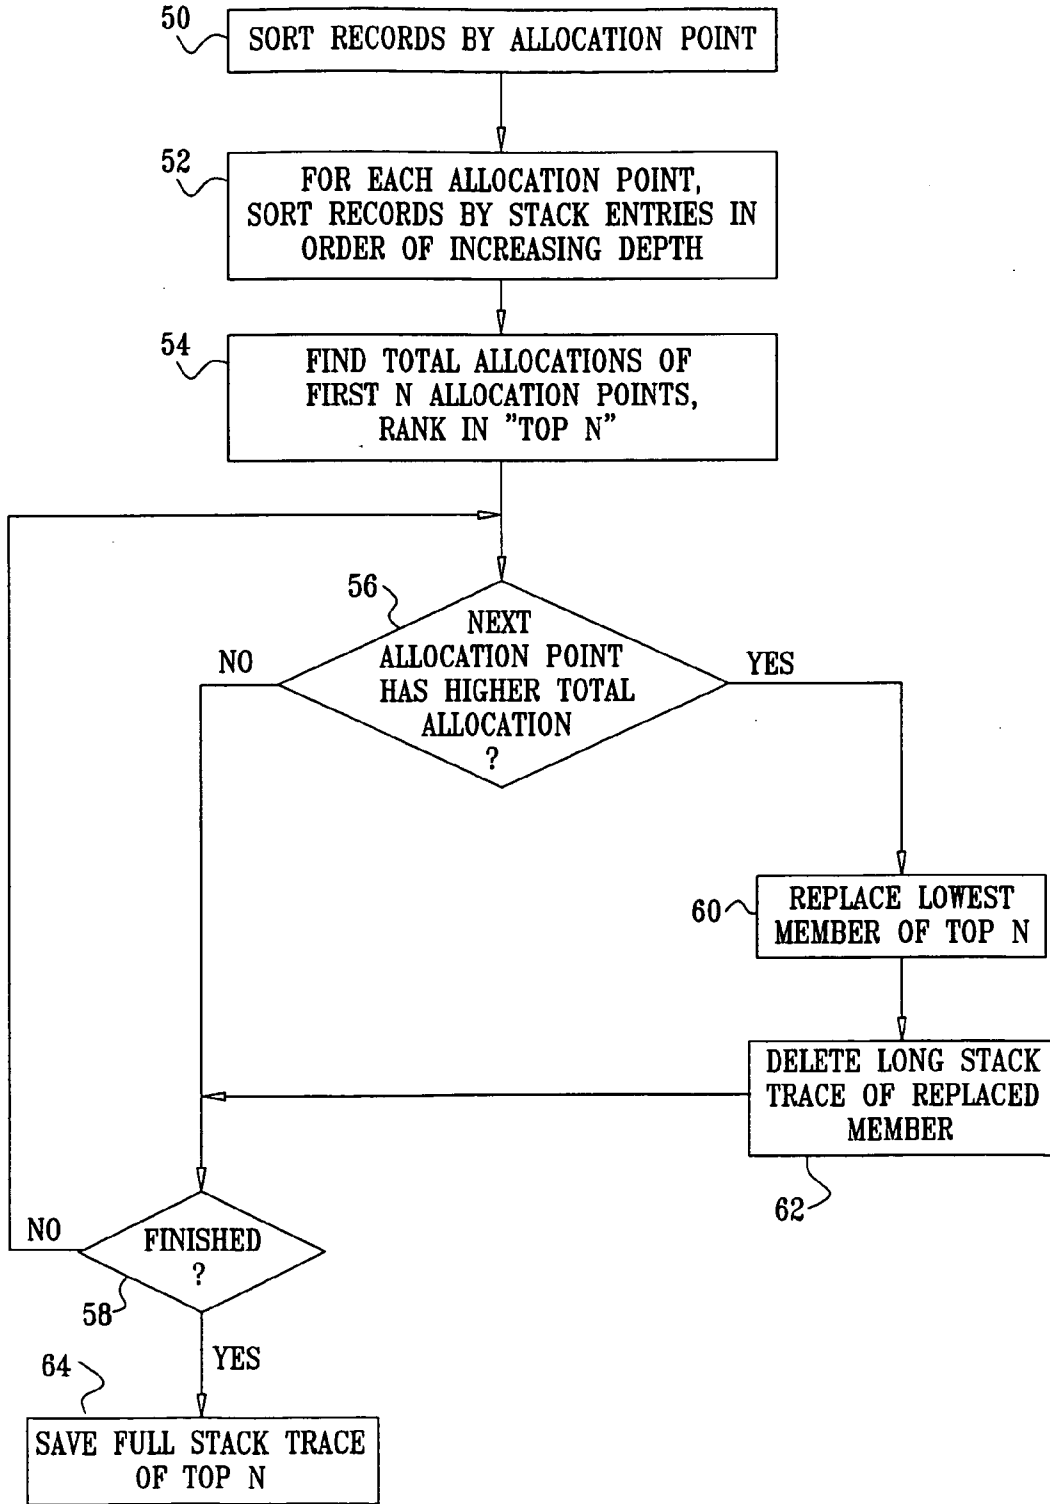 50
SORT RECORDS BY ALLOCATION POINT
52
FOR EACH ALLOCATION POINT,
SORT RECORDS BY STACK ENTRIES IN
ORDER OF INCREASING DEPTH
54
FIND TOTAL ALLOCATIONS OF
FIRST N ALLOCATION POINTS,
RANK IN "TOP N"
56
NEXT
ALLOCATION POINT
HAS HIGHER TOTAL
ALLOCATION
?
NO
YES
60
REPLACE LOWEST
MEMBER OF TOP N
DELETE LONG STACK
TRACE OF REPLACED
MEMBER
62
NO
FINISHED
?
58
YES
64
SAVE FULL STACK TRACE
OF TOP N